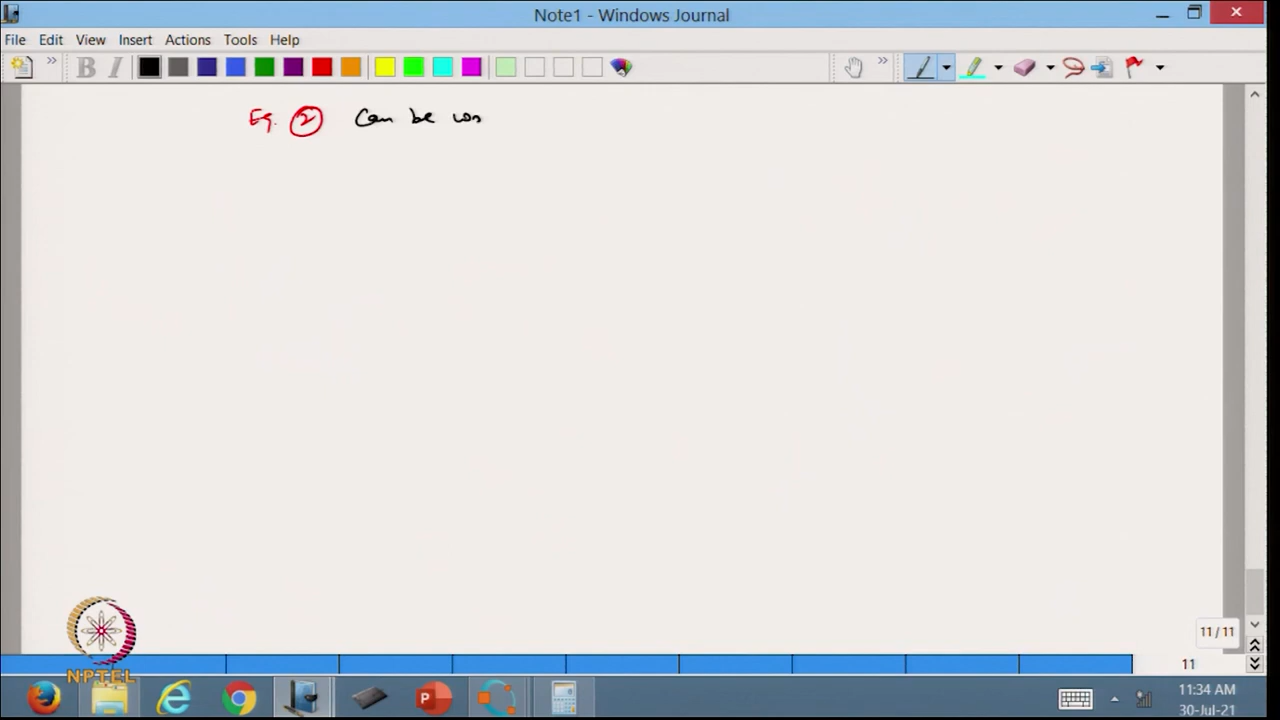 Note1 - Windows Journal
File Edit View Insert Actions Tools Help
B I
Eq. 2 Can be
11 / 11
11
NPTEL
11:34 AM
30-Jul-21